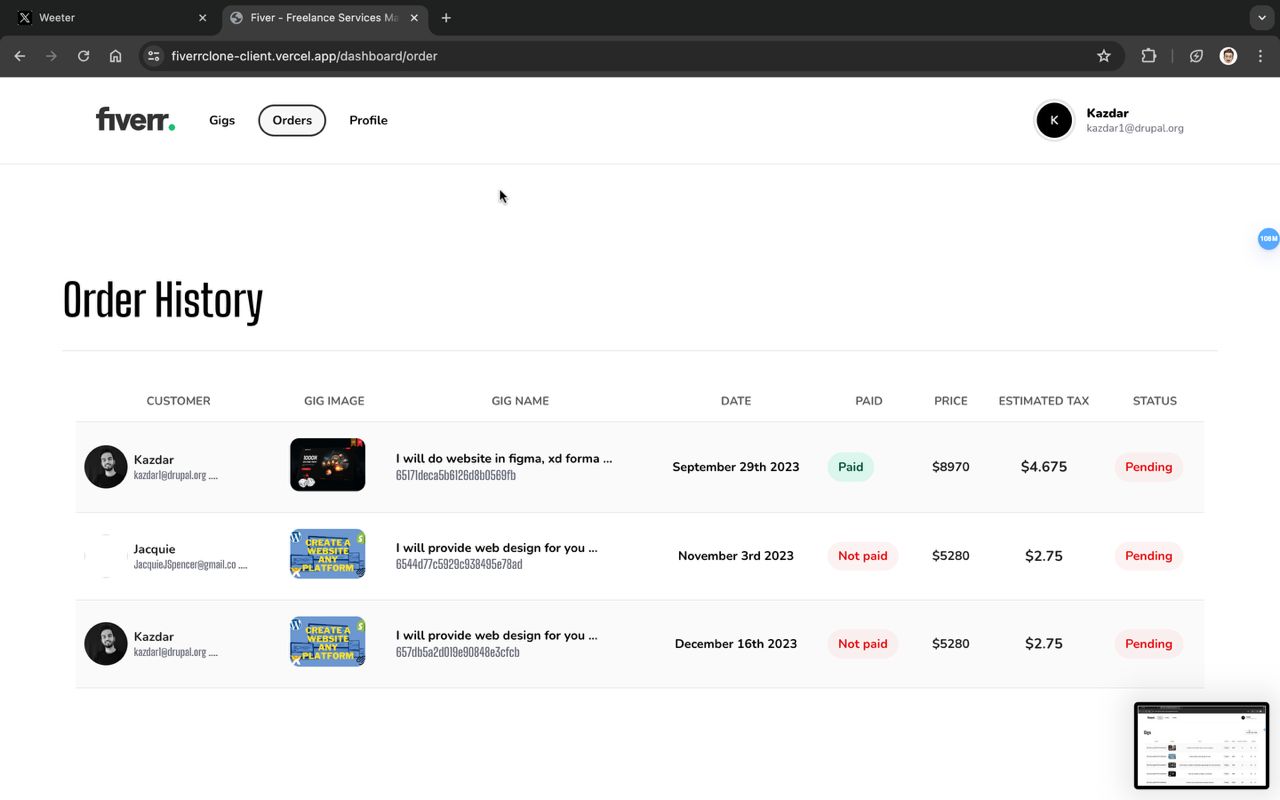 Weeter
Fiver - Freelance Services Ma
fiverrclone-client.vercel.app/dashboard/order
fiverr.
Gigs
Orders
Profile
K
Kazdar
kazdar1@drupal.org
108M
Order History
CUSTOMER GIG IMAGE GIG NAME DATE PAID PRICE ESTIMATED TAX STATUS
Kazdar
kazdar1@drupal.org ....
I will do website in figma, xd forma ...
65171deca5b6126d8b0569fb
September 29th 2023
Paid
$8970
$4.675
Pending
Jacquie
JacquieJSpencer@gmail.co ....
CREATE A
WEBSITE
ANY
PLATFORM
I will provide web design for you ...
6544d77c5929c938495e78ad
November 3rd 2023
Not paid
$5280
$2.75
Pending
Kazdar
kazdar1@drupal.org ....
CREATE A
WEBSITE
ANY
PLATFORM
I will provide web design for you ...
657db5a2d019e90848e3cfcb
December 16th 2023
Not paid
$5280
$2.75
Pending
Gigs